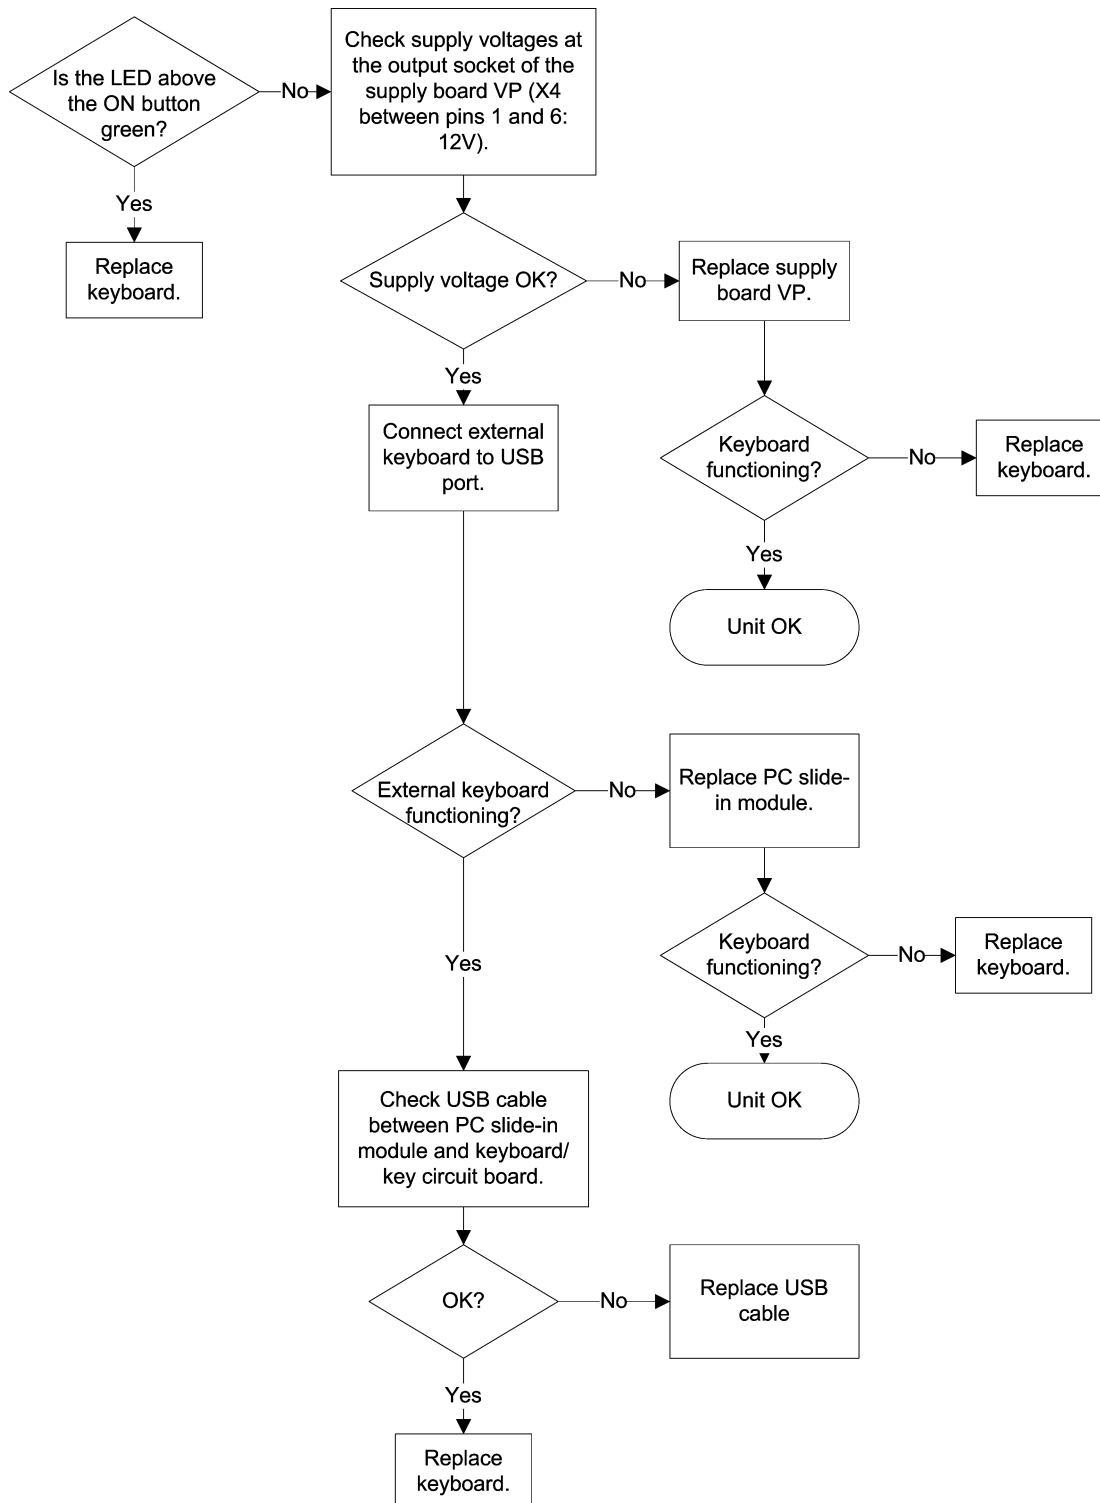 Is the LED above
the ON button
green?
No
Check supply voltages at
the output socket of the
supply board VP (X4
between pins 1 and 6:
12V).
Yes
Replace
keyboard.
Supply voltage OK?
No
Replace supply
board VP.
Yes
Connect external
keyboard to USB
port.
Keyboard
functioning?
No
Replace
keyboard.
Yes
Unit OK
External keyboard
functioning?
No
Replace PC slide-
in module.
Yes
Keyboard
functioning?
No
Replace
keyboard.
Yes
Unit OK
Check USB cable
between PC slide-in
module and keyboard/
key circuit board.
OK?
No
Replace USB
cable
Yes
Replace
keyboard.